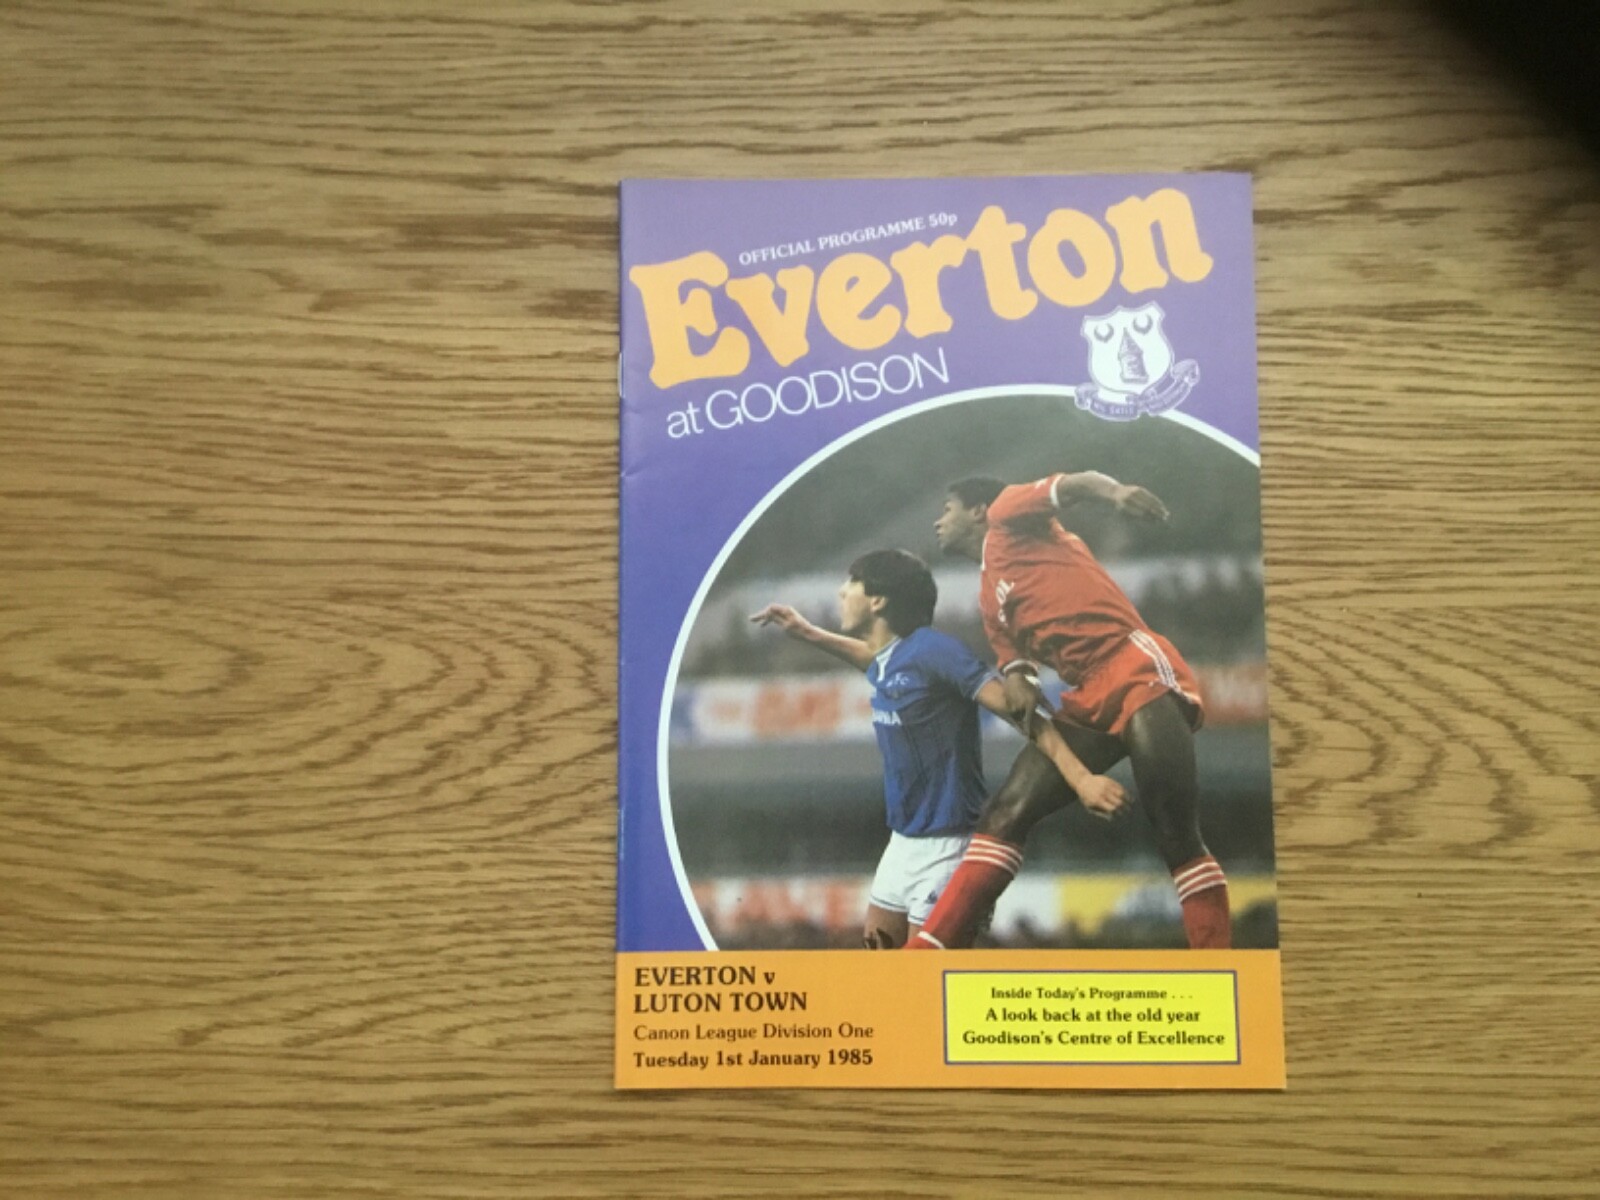 OFFICIAL PROGRAMME 50p
Everton
at GOODISON
EVERTON v
LUTON TOWN
Canon League Division One
Tuesday 1st January 1985
Inside Today's Programme . . .
A look back at the old year
Goodison's Centre of Excellence